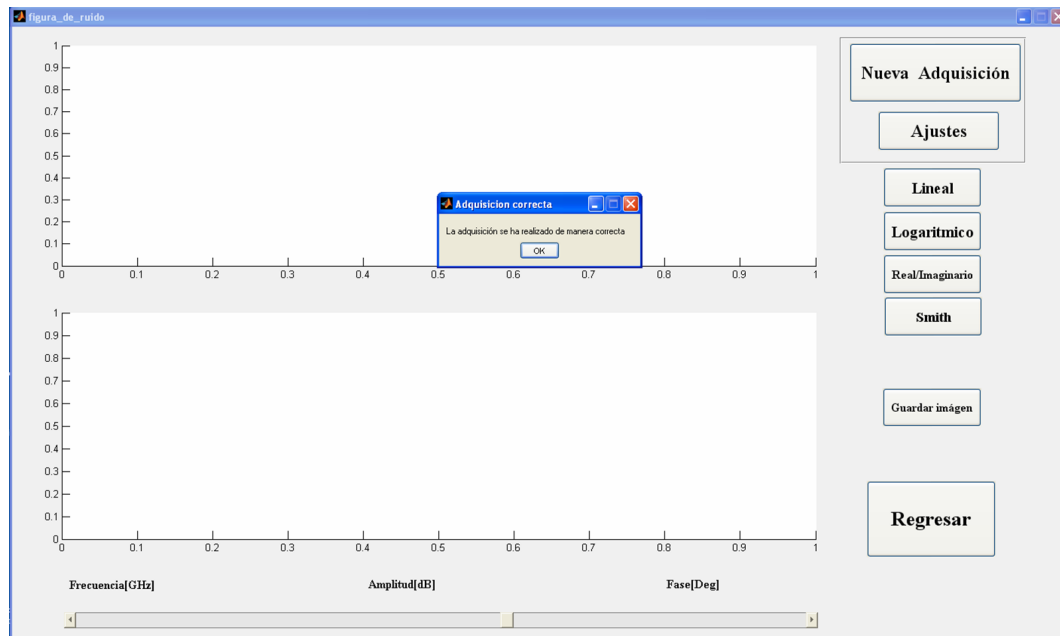 figura_de_ruido
1
0.9
0.8
0.7
0.6
0.5
0.4
0.3
0.2
0.1
0
0 0.1 0.2 0.3 0.4 0.5 0.6 0.7 0.8 0.9 1
Adquisicion correcta
La adquisición se ha realizado de manera correcta
OK
1
0.9
0.8
0.7
0.6
0.5
0.4
0.3
0.2
0.1
0
0 0.1 0.2 0.3 0.4 0.5 0.6 0.7 0.8 0.9 1
Frecuencia[GHz] Amplitud[dB] Fase[Deg]
Nueva Adquisición
Ajustes
Lineal
Logaritmico
Real/Imaginario
Smith
Guardar imágen
Regresar